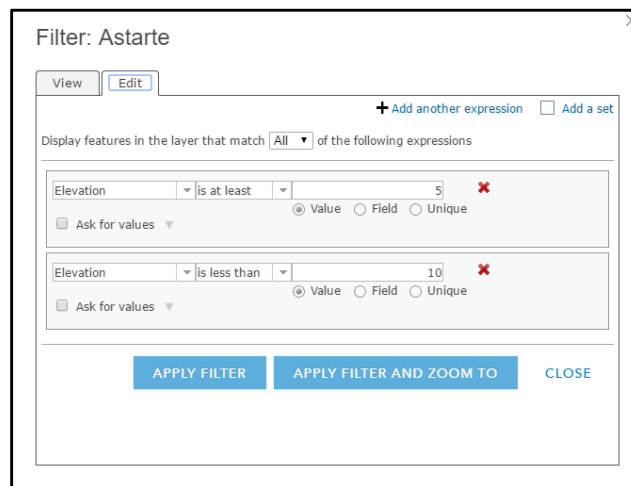 Filter: Astarte
View Edit
Add another expression Add a set
Display features in the layer that match All of the following expressions
Elevation is at least 5
Value Field Unique
Ask for values
Elevation is less than 10
Value Field Unique
Ask for values
APPLY FILTER APPLY FILTER AND ZOOM TO CLOSE